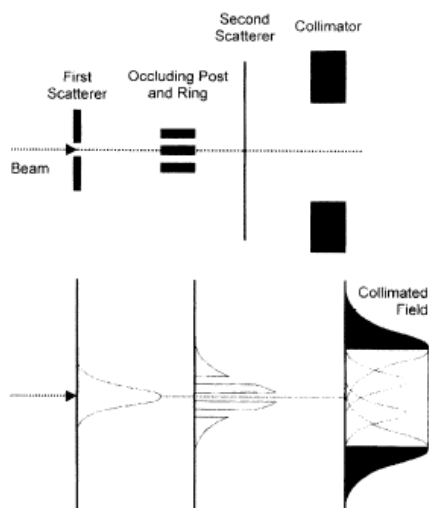 Second
Scatterer
Collimator
First
Scatterer
Occluding Post
and Ring
Beam
Collimated
Field